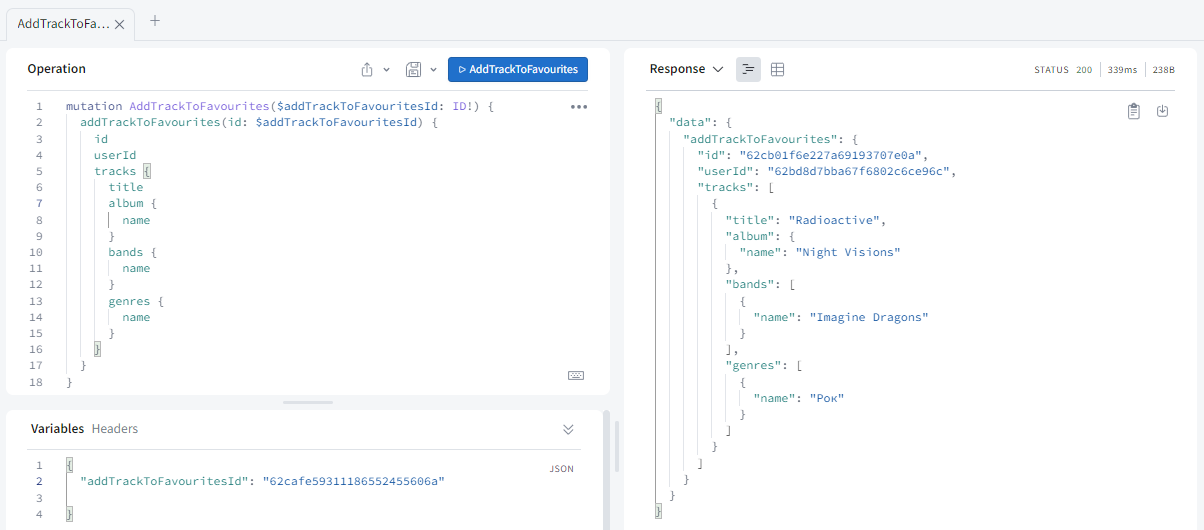 AddTrackToFa...
Operation
AddTrackToFavourites
1 mutation AddTrackToFavourites($addTrackToFavouritesId: ID!) {
2 addTrackToFavourites(id: $addTrackToFavouritesId) {
3 id
4 userId
5 tracks {
6 title
7 album {
8 name
9 }
10 bands {
11 name
12 }
13 genres {
14 name
15 }
16 }
17 }
18 }
Variables Headers
JSON
1 {
2 "addTrackToFavouritesId": "62cafe59311186552455606a"
3
4 }
Response
STATUS 200 339ms 238B
{
"data": {
"addTrackToFavourites": {
"id": "62cb01f6e227a69193707e0a",
"userId": "62bd8d7bba67f6802c6ce96c",
"tracks": [
{
"title": "Radioactive",
"album": {
"name": "Night Visions"
},
"bands": [
{
"name": "Imagine Dragons"
}
],
"genres": [
{
"name": "Рок"
}
]
}
]
}
}
}